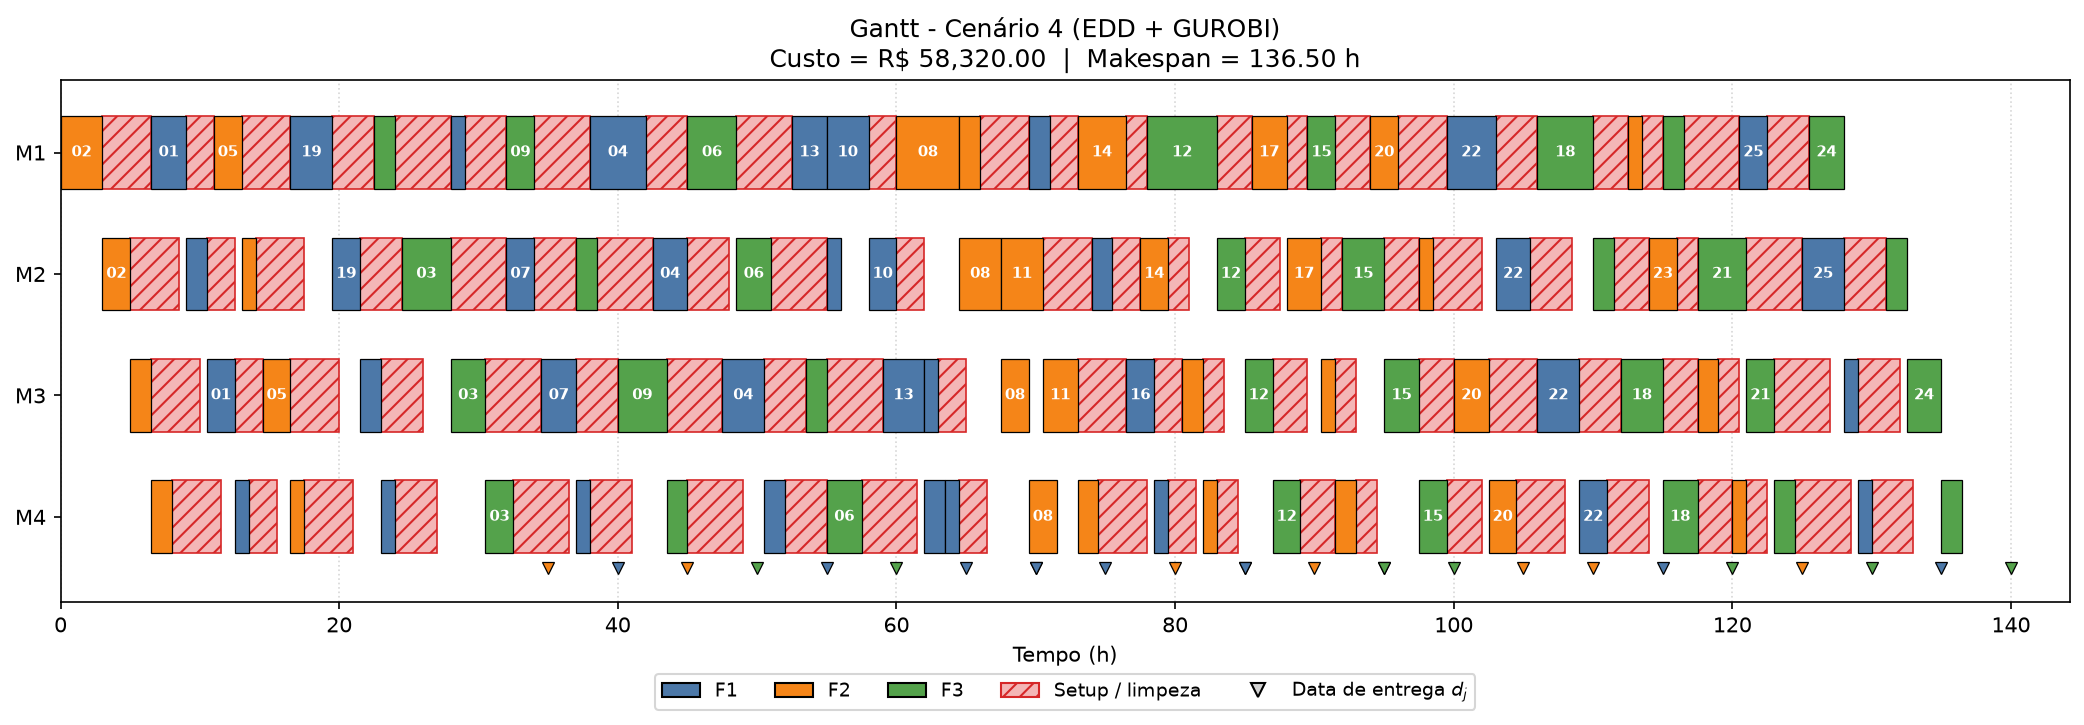 Gantt - Cenário 4 (EDD + GUROBI)
Custo = R$ 58,320.00 | Makespan = 136.50 h
M1 02 01 05 19 09 04 06 13 10 08 14 12 17 15 20 22 18 25 24
M2 02 19 03 07 04 06 10 08 11 14 12 17 15 22 23 21 25
M3 01 05 03 07 09 04 13 08 11 16 12 15 20 22 18 21 24
M4 03 06 08 12 15 20 22 18
0 20 40 60 80 100 120 140
Tempo (h)
F1 F2 F3 Setup / limpeza Data de entrega dj